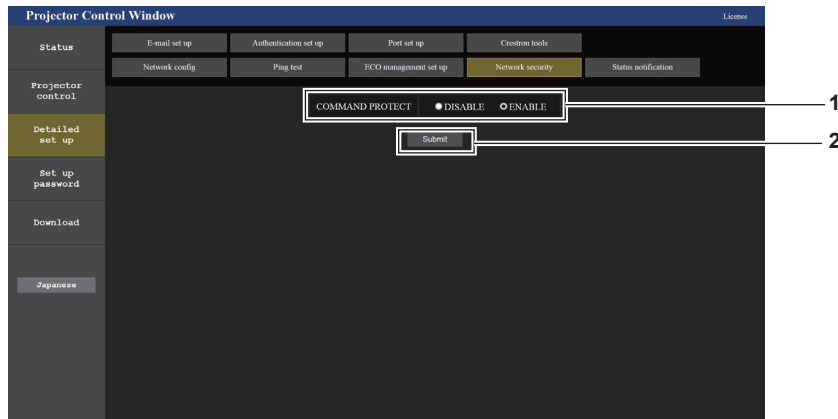 Projector Control Window
License
Status
E-mail set up
Authentication set up
Port set up
Crestron tools
Network config
Ping test
ECO management set up
Network security
Status notification
Projector
control
COMMAND PROTECT DISABLE ENABLE
1
Detailed
set up
Submit
2
Set up
password
Download
Japanese